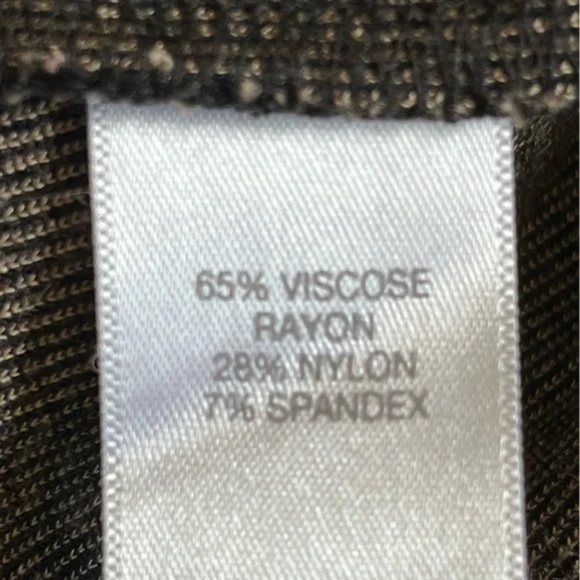 65% VISCOSE
RAYON
28% NYLON
7% SPANDEX